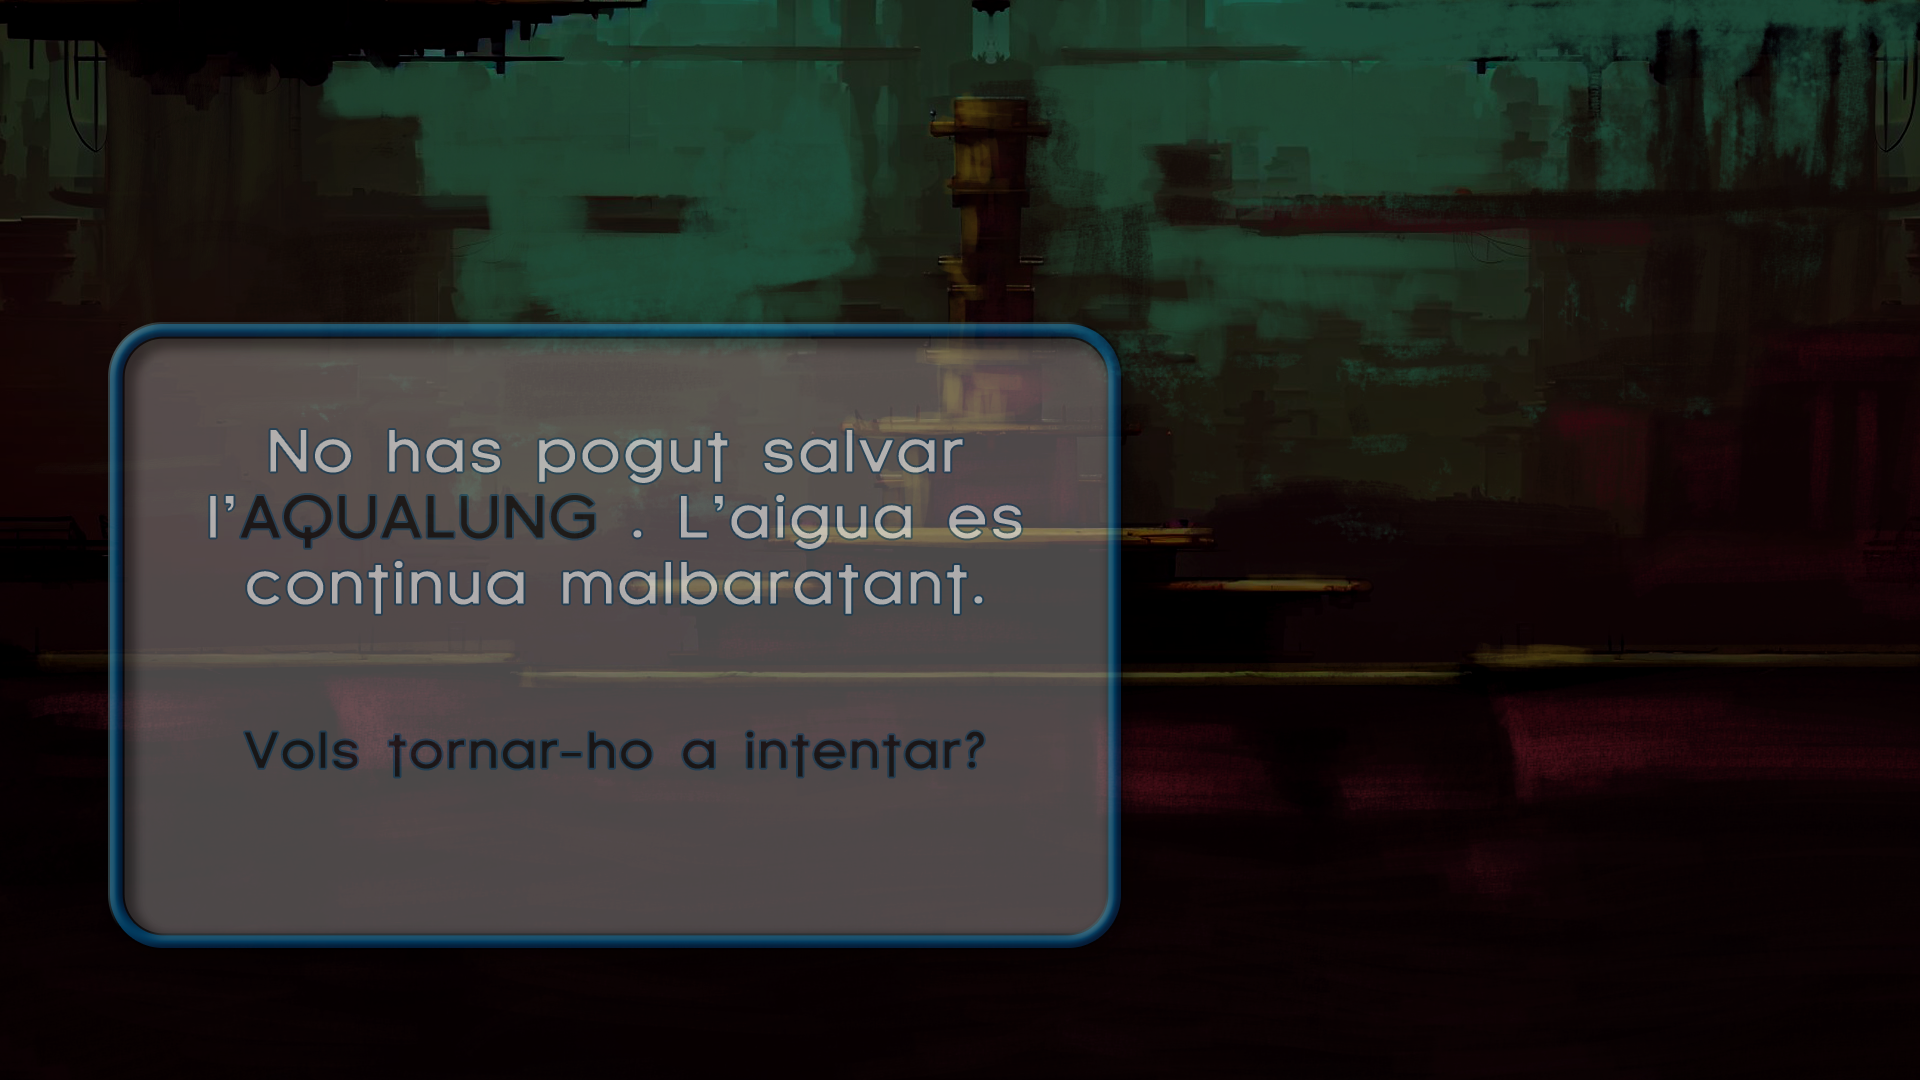 No has pogut salvar
l’AQUALUNG . L’aigua es
continua malbaratant.
Vols tornar-ho a intentar?